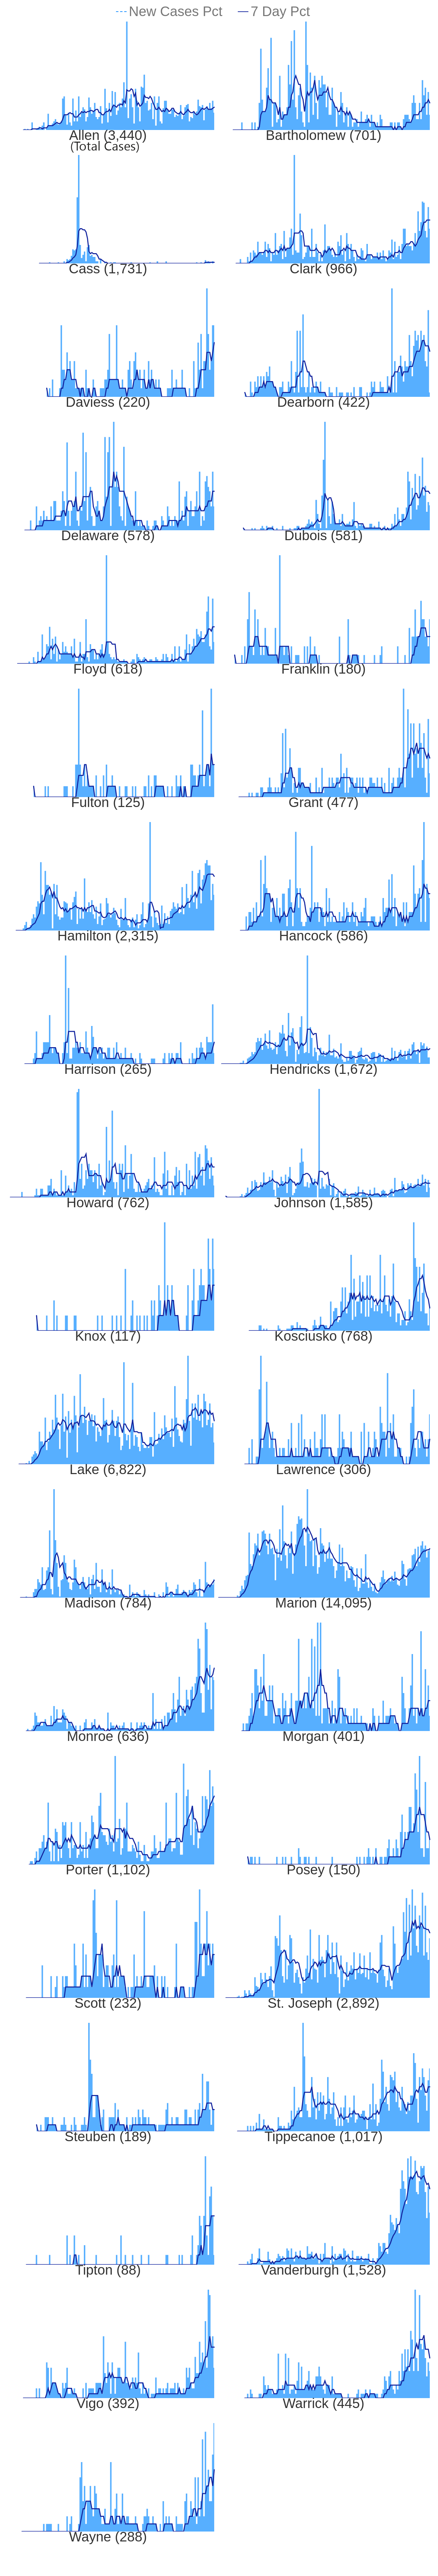 New Cases Pct 7 Day Pct
Allen (3,440) Bartholomew (701)
(Total Cases)
Cass (1,731) Clark (966)
Daviess (220) Dearborn (422)
Delaware (578) Dubois (581)
Floyd (618) Franklin (180)
Fulton (125) Grant (477)
Hamilton (2,315) Hancock (586)
Harrison (265) Hendricks (1,672)
Howard (762) Johnson (1,585)
Knox (117) Kosciusko (768)
Lake (6,822) Lawrence (306)
Madison (784) Marion (14,095)
Monroe (636) Morgan (401)
Porter (1,102) Posey (150)
Scott (232) St. Joseph (2,892)
Steuben (189) Tippecanoe (1,017)
Tipton (88) Vanderburgh (1,528)
Vigo (392) Warrick (445)
Wayne (288)